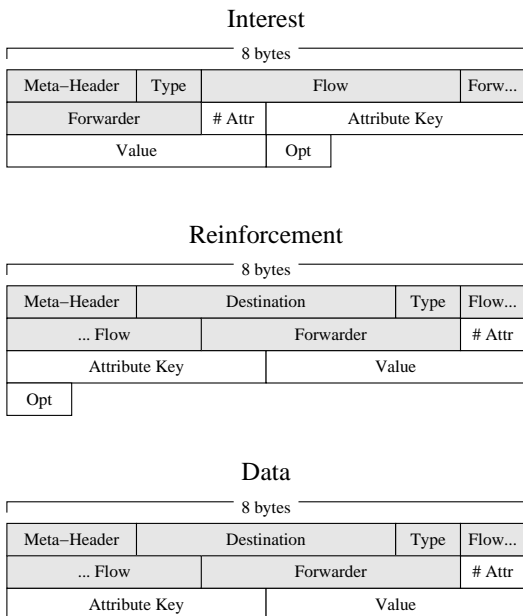 Interest
8 bytes
Meta−Header Type Flow Forw...
Forwarder # Attr Attribute Key
Value Opt
Reinforcement
8 bytes
Meta−Header Destination Type Flow...
... Flow Forwarder # Attr
Attribute Key Value
Opt
Data
8 bytes
Meta−Header Destination Type Flow...
... Flow Forwarder # Attr
Attribute Key Value